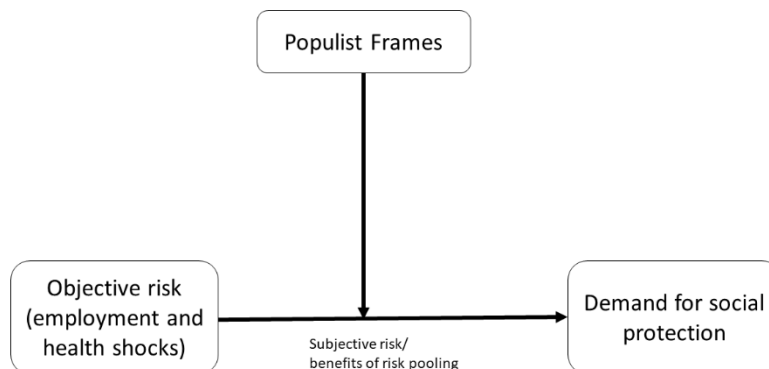 Populist Frames
Objective risk
(employment and
health shocks)
Demand for social
protection
Subjective risk/
benefits of risk pooling